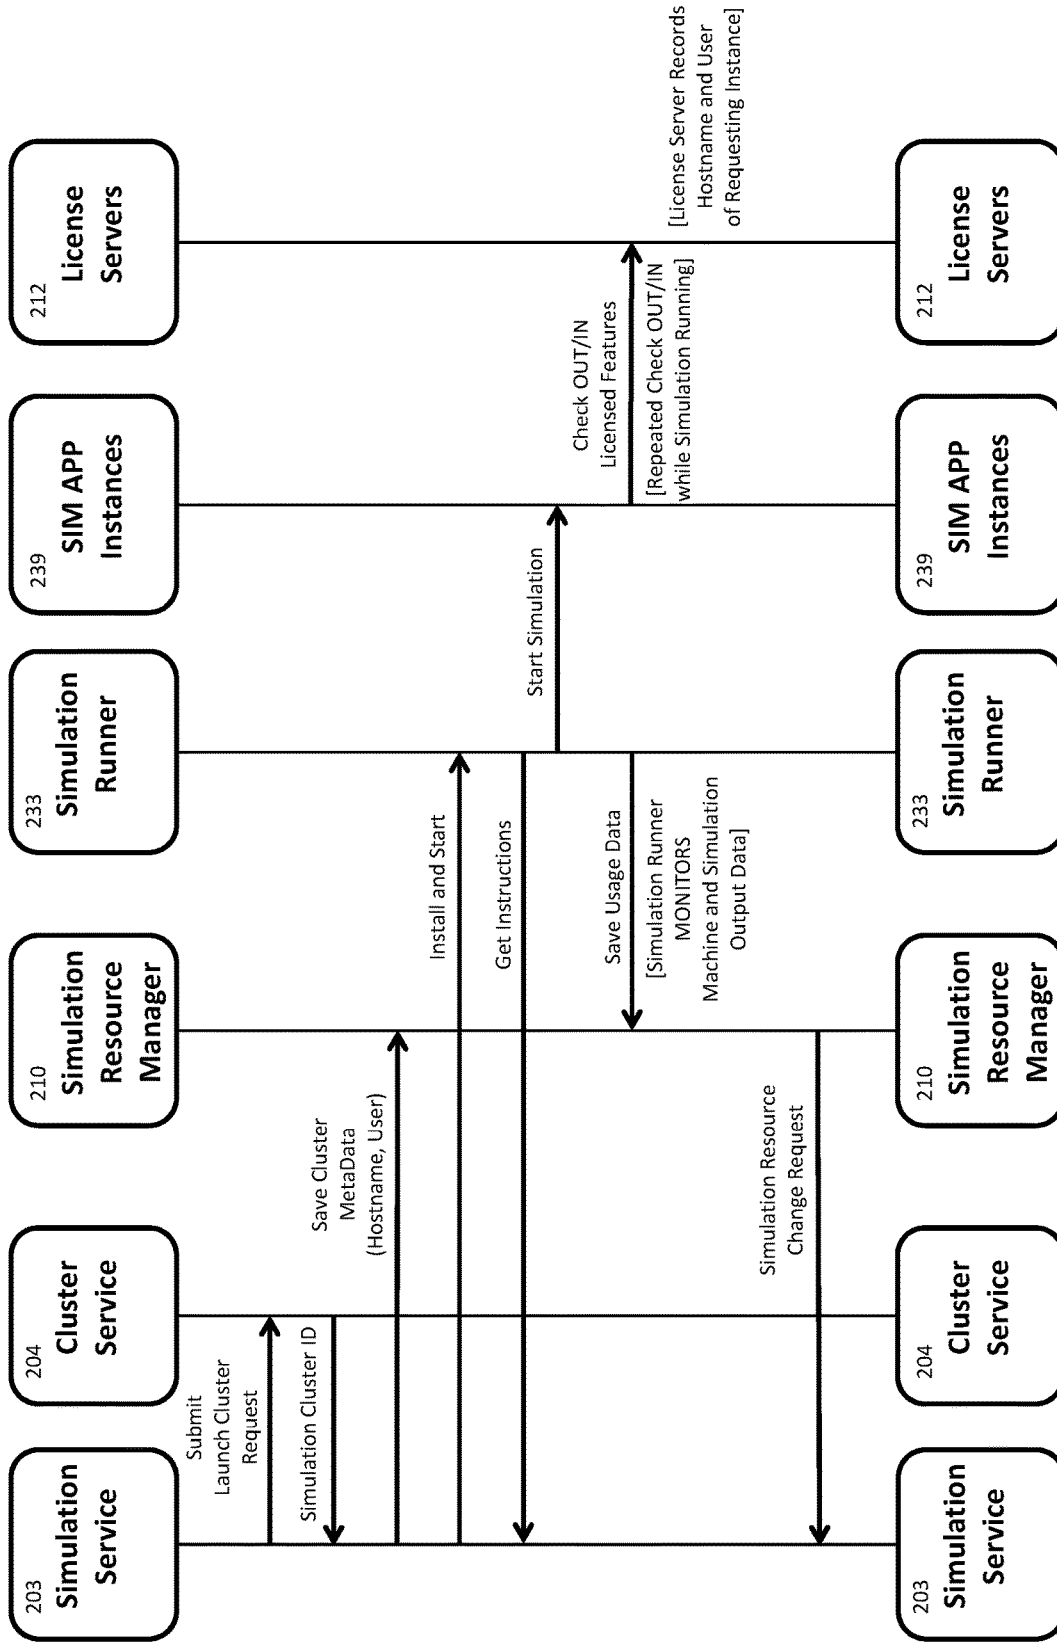 203
Simulation
Service
204
Cluster
Service
210
Simulation
Resource
Manager
233
Simulation
Runner
239
SIM APP
Instances
212
License
Servers
Submit
Launch Cluster
Request
Simulation Cluster ID
Save Cluster
MetaData
(Hostname, User)
Install and Start
Get Instructions
Start Simulation
Save Usage Data
[Simulation Runner
MONITORS
Machine and Simulation
Output Data]
Check OUT/IN
Licensed Features
[Repeated Check OUT/IN
while Simulation Running]
[License Server Records
Hostname and User
of Requesting Instance]
Simulation Resource
Change Request
203
Simulation
Service
204
Cluster
Service
210
Simulation
Resource
Manager
233
Simulation
Runner
239
SIM APP
Instances
212
License
Servers